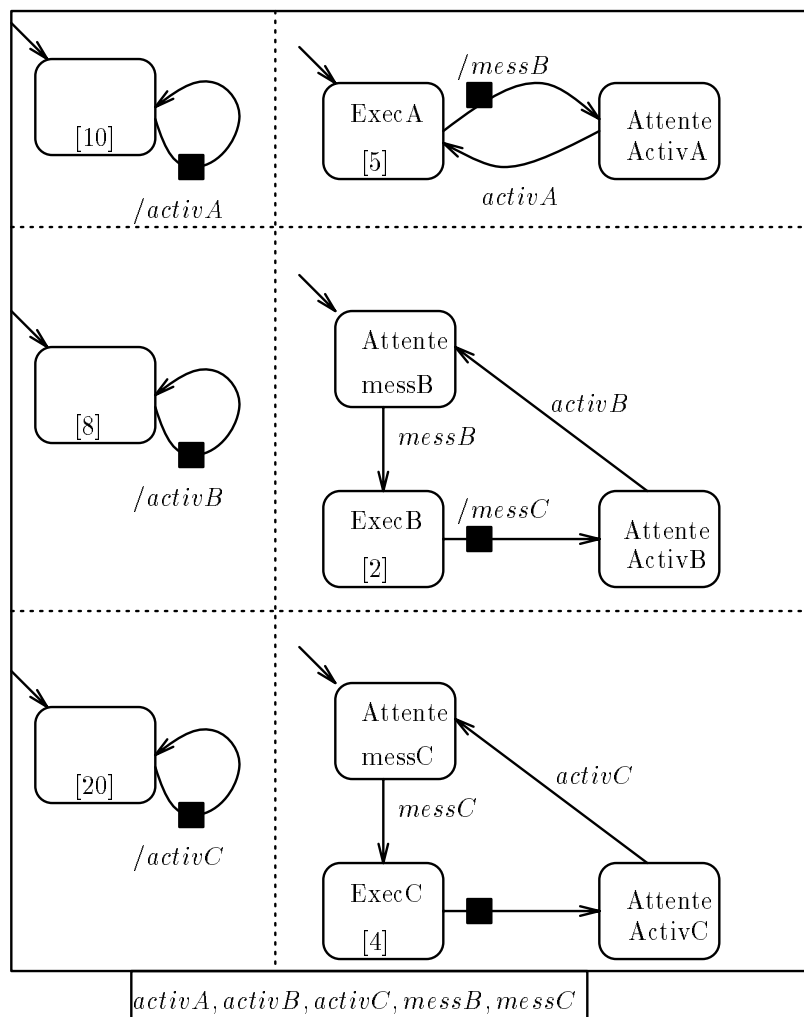 /messB
ExecA
[5]
Attente
ActivA
[10]
activA
/activA
Attente
messB
activB
[8]
messB
/activB
ExecB
[2]
/messC
Attente
ActivB
Attente
messC
activC
[20]
messC
/activC
ExecC
[4]
Attente
ActivC
activA, activB, activC, messB, messC